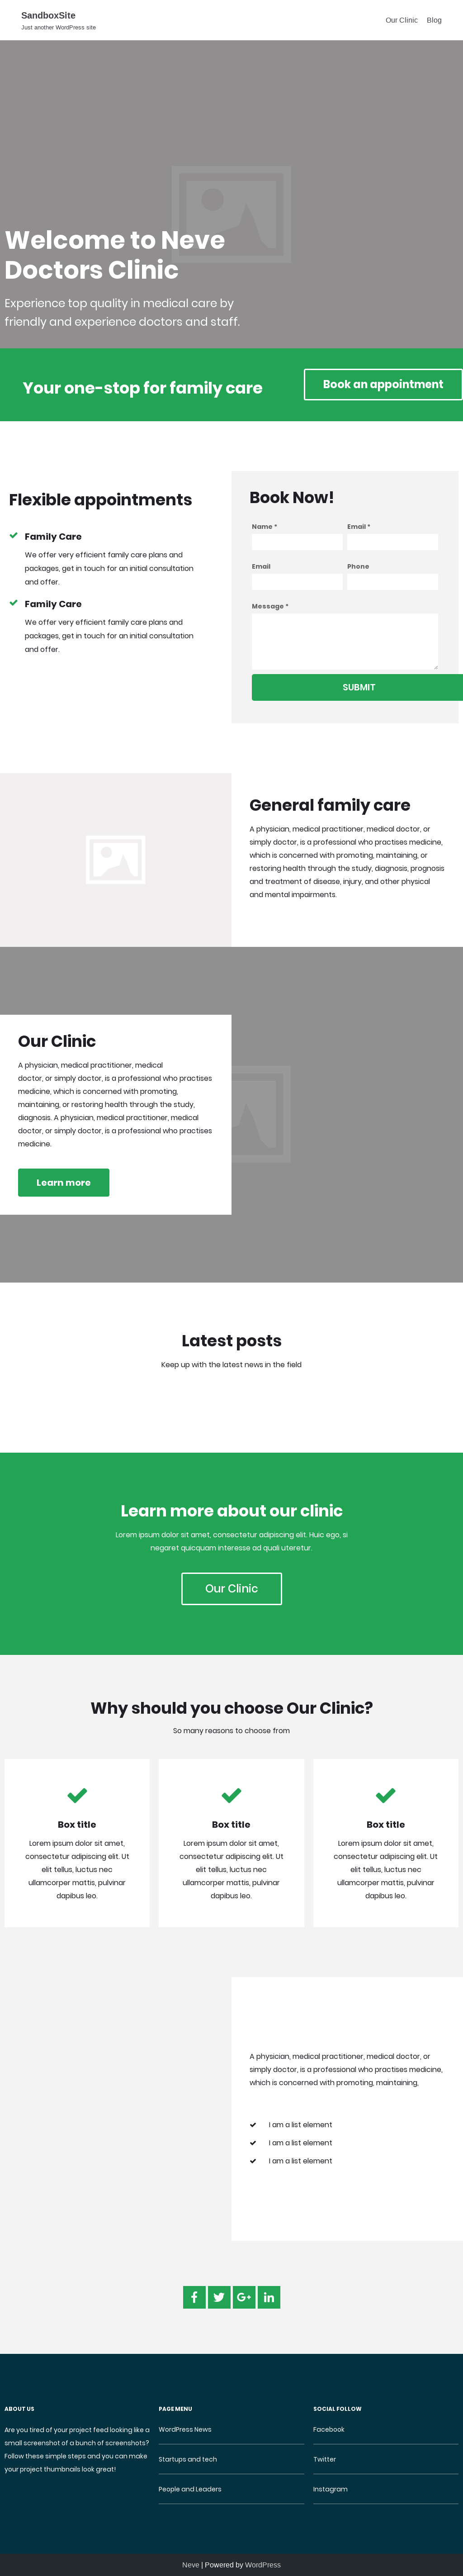 SandboxSite
Just another WordPress site
Our Clinic Blog
Welcome to Neve
Doctors Clinic
Experience top quality in medical care by
friendly and experience doctors and staff.
Your one-stop for family care
Book an appointment
Flexible appointments
Family Care
We offer very efficient family care plans and
packages, get in touch for an initial consultation
and offer.
Family Care
We offer very efficient family care plans and
packages, get in touch for an initial consultation
and offer.
Book Now!
Name * Email *
Email Phone
Message *
SUBMIT
General family care
A physician, medical practitioner, medical doctor, or
simply doctor, is a professional who practises medicine,
which is concerned with promoting, maintaining, or
restoring health through the study, diagnosis, prognosis
and treatment of disease, injury, and other physical
and mental impairments.
Our Clinic
A physician, medical practitioner, medical
doctor, or simply doctor, is a professional who practises
medicine, which is concerned with promoting,
maintaining, or restoring health through the study,
diagnosis. A physician, medical practitioner, medical
doctor, or simply doctor, is a professional who practises
medicine.
Learn more
Latest posts
Keep up with the latest news in the field
Learn more about our clinic
Lorem ipsum dolor sit amet, consectetur adipiscing elit. Huic ego, si
negaret quicquam interesse ad quali uteretur.
Our Clinic
Why should you choose Our Clinic?
So many reasons to choose from
Box title
Lorem ipsum dolor sit amet,
consectetur adipiscing elit. Ut
elit tellus, luctus nec
ullamcorper mattis, pulvinar
dapibus leo.
Box title
Lorem ipsum dolor sit amet,
consectetur adipiscing elit. Ut
elit tellus, luctus nec
ullamcorper mattis, pulvinar
dapibus leo.
Box title
Lorem ipsum dolor sit amet,
consectetur adipiscing elit. Ut
elit tellus, luctus nec
ullamcorper mattis, pulvinar
dapibus leo.
A physician, medical practitioner, medical doctor, or
simply doctor, is a professional who practises medicine,
which is concerned with promoting, maintaining,
I am a list element
I am a list element
I am a list element
ABOUT US
Are you tired of your project feed looking like a
small screenshot of a bunch of screenshots?
Follow these simple steps and you can make
your project thumbnails look great!
PAGE MENU
WordPress News
Startups and tech
People and Leaders
SOCIAL FOLLOW
Facebook
Twitter
Instagram
Neve | Powered by WordPress